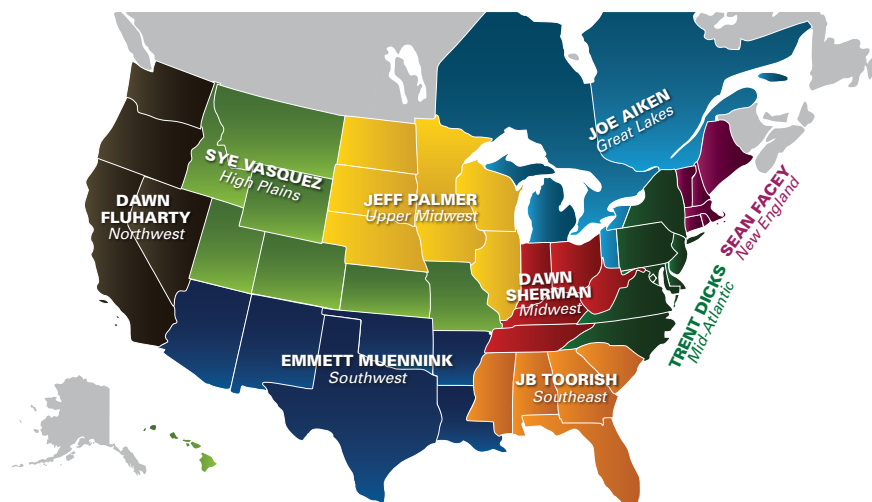 JOE AIKEN
Great Lakes
SYE VASQUEZ
High Plains
DAWN
FLUHARTY
Northwest
JEFF PALMER
Upper Midwest
SEAN FACEY
New England
DAWN
SHERMAN
Midwest
TRENT DICKS
Mid-Atlantic
EMMETT MUENNINK
Southwest
JB TOORISH
Southeast